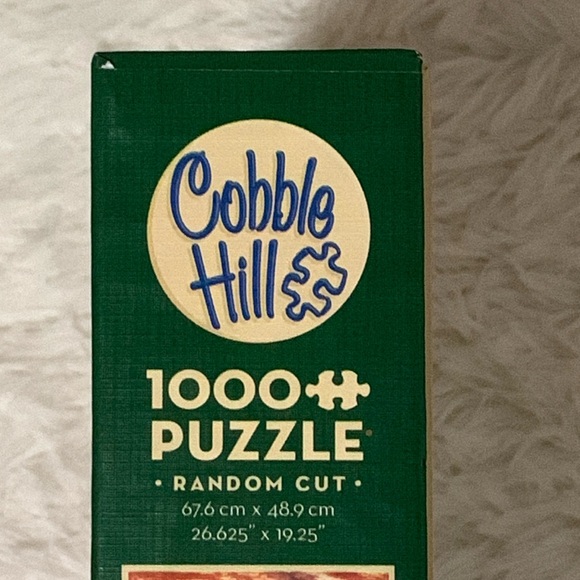 Cobble
Hill
1000
PUZZLE
• RANDOM CUT •
67.6 cm x 48.9 cm
26.625" x 19.25"